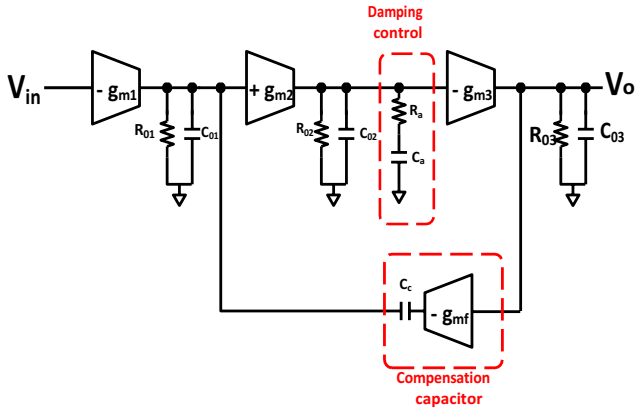 Damping
control
Vin
- gm1
+ gm2
- gm3
Vo
R01
C01
R02
C02
Ra
Ca
R03
C03
Cc
- gmf
Compensation
capacitor